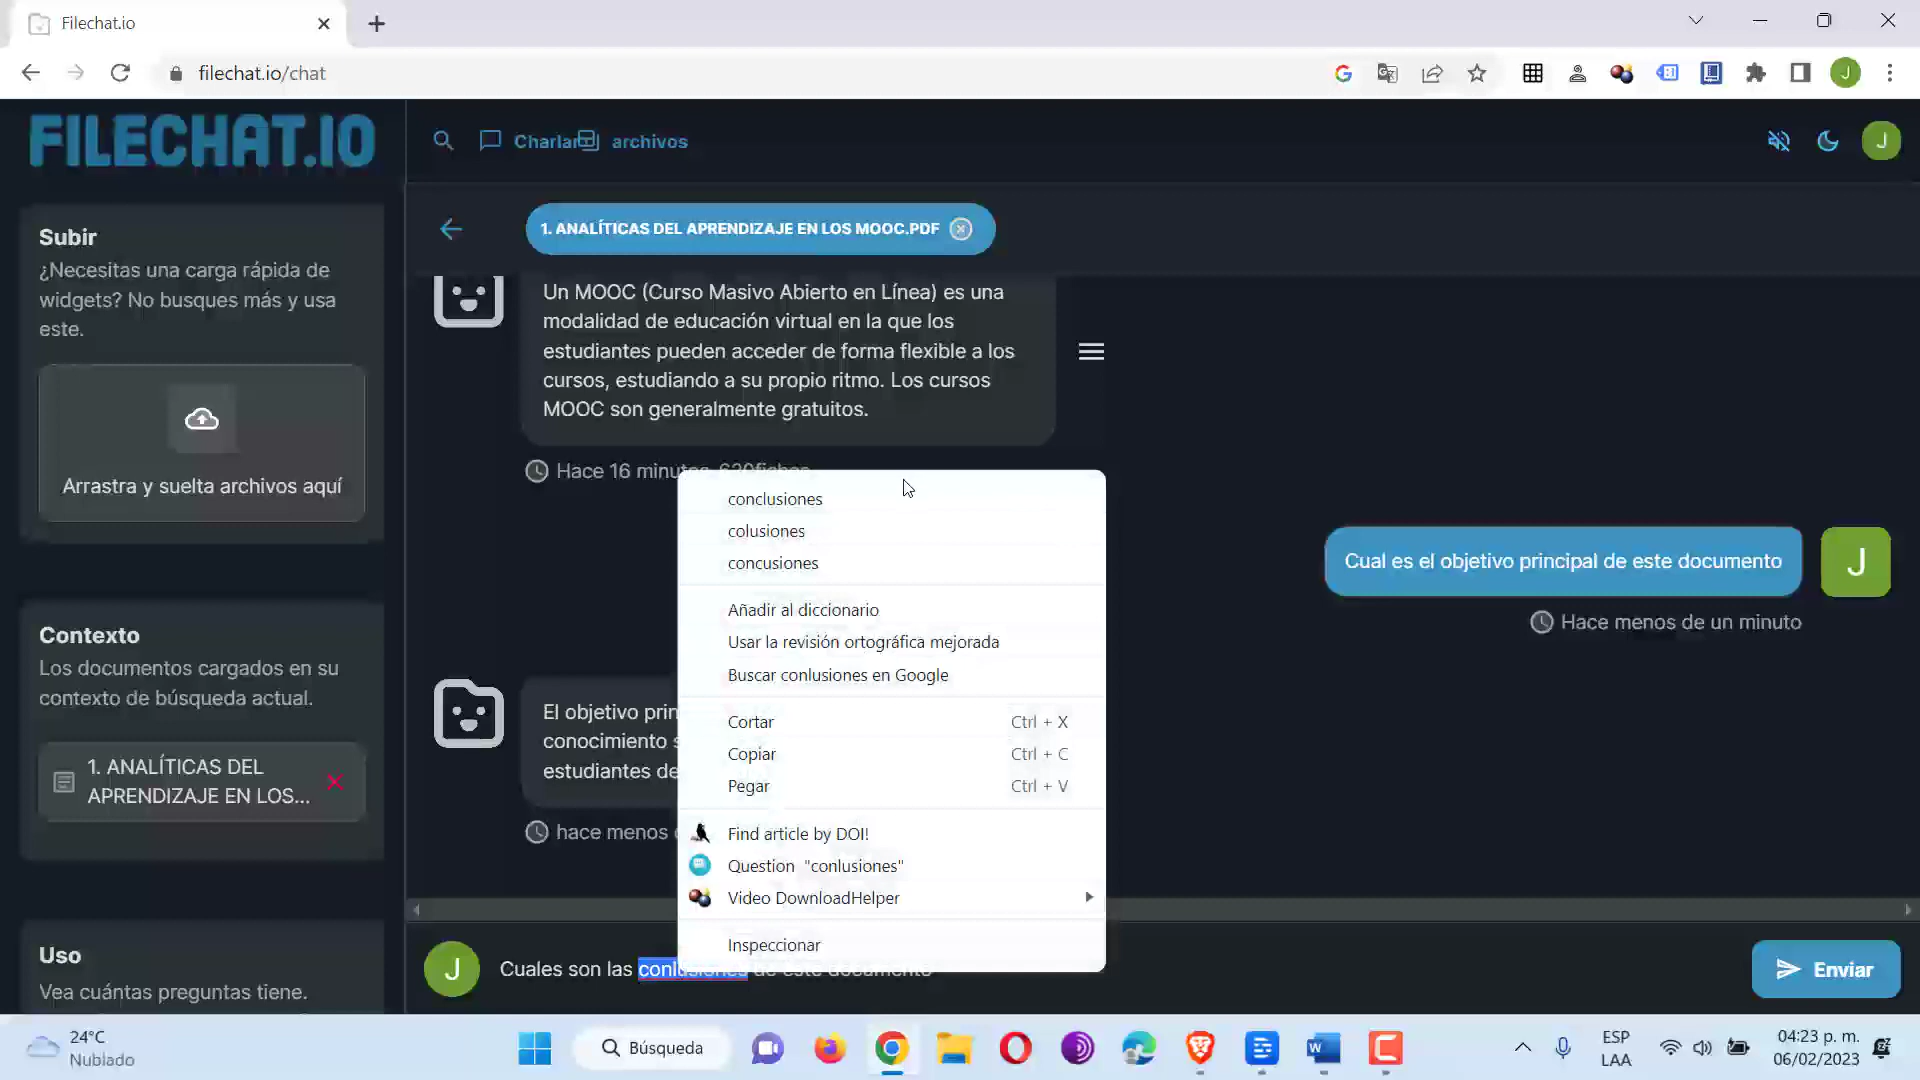 Filechat.io
filechat.io/chat
J
FILECHAT.IO
Charlar
archivos
J
Subir
¿Necesitas una carga rápida de
widgets? No busques más y usa
este.
Arrastra y suelta archivos aquí
Contexto
Los documentos cargados en su
contexto de búsqueda actual.
1. ANALÍTICAS DEL
APRENDIZAJE EN LOS...
Uso
Vea cuántas preguntas tiene.
1. ANALÍTICAS DEL APRENDIZAJE EN LOS MOOC.PDF
Un MOOC (Curso Masivo Abierto en Línea) es una
modalidad de educación virtual en la que los
estudiantes pueden acceder de forma flexible a los
cursos, estudiando a su propio ritmo. Los cursos
MOOC son generalmente gratuitos.
Hace 16 minutos, 620fichas
Cual es el objetivo principal de este documento
J
Hace menos de un minuto
El objetivo prin
conocimiento s
estudiantes de
hace menos
conclusiones
colusiones
concusiones
Añadir al diccionario
Usar la revisión ortográfica mejorada
Buscar conlusiones en Google
Cortar Ctrl + X
Copiar Ctrl + C
Pegar Ctrl + V
Find article by DOI!
Question "conlusiones"
Video DownloadHelper
Inspeccionar
J
Cuales son las conlusiones de este documento
Enviar
24°C
Nublado
Búsqueda
W
ESP
LAA
04:23 p. m.
06/02/2023